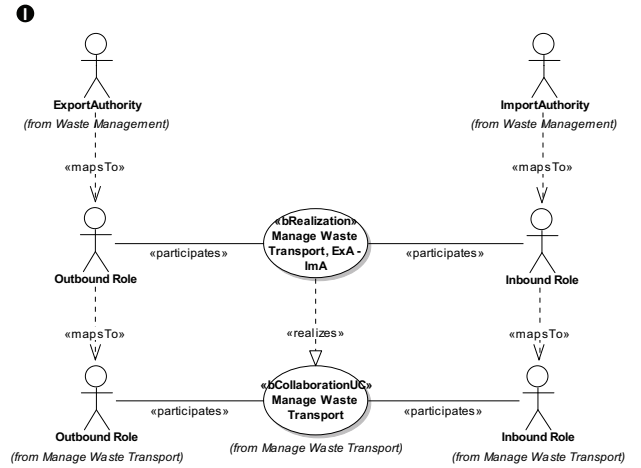 I
ExportAuthority
ImportAuthority
(from Waste Management)
(from Waste Management)
«mapsTo»
«mapsTo»
«bRealization»
Manage Waste
Transport, ExA -
ImA
«participates»
«participates»
Outbound Role
Inbound Role
«mapsTo»
«realizes»
«mapsTo»
«bCollaborationUC»
Manage Waste
Transport
«participates»
«participates»
Outbound Role
Inbound Role
(from Manage Waste Transport)
(from Manage Waste Transport)
(from Manage Waste Transport)